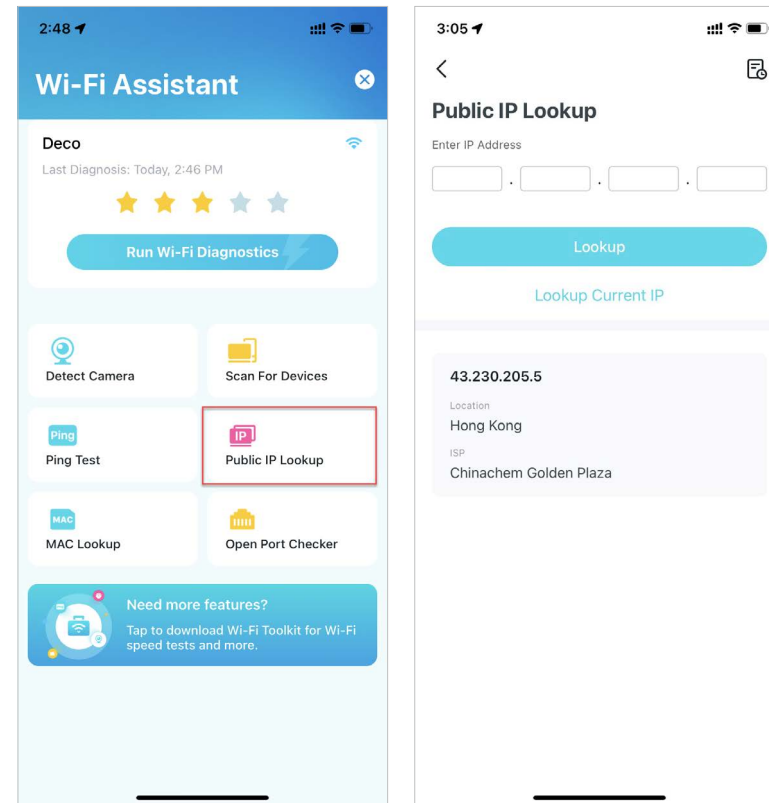 2:48
Wi-Fi Assistant
Deco
Last Diagnosis: Today, 2:46 PM
Run Wi-Fi Diagnostics
Detect Camera
Scan For Devices
Ping
Ping Test
IP
Public IP Lookup
MAC
MAC Lookup
Open Port Checker
Need more features?
Tap to download Wi-Fi Toolkit for Wi-Fi
speed tests and more.
3:05
Public IP Lookup
Enter IP Address
. . .
Lookup
Lookup Current IP
43.230.205.5
Location
Hong Kong
ISP
Chinachem Golden Plaza